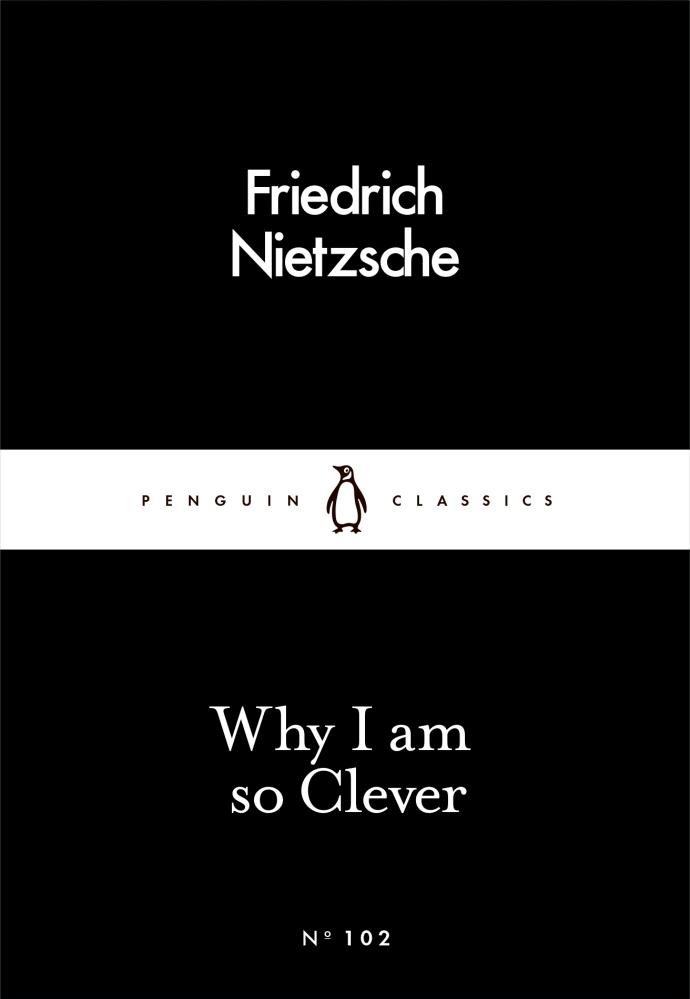 Friedrich
Nietzsche
PENGUIN CLASSICS
Why I am
so Clever
Nº 102